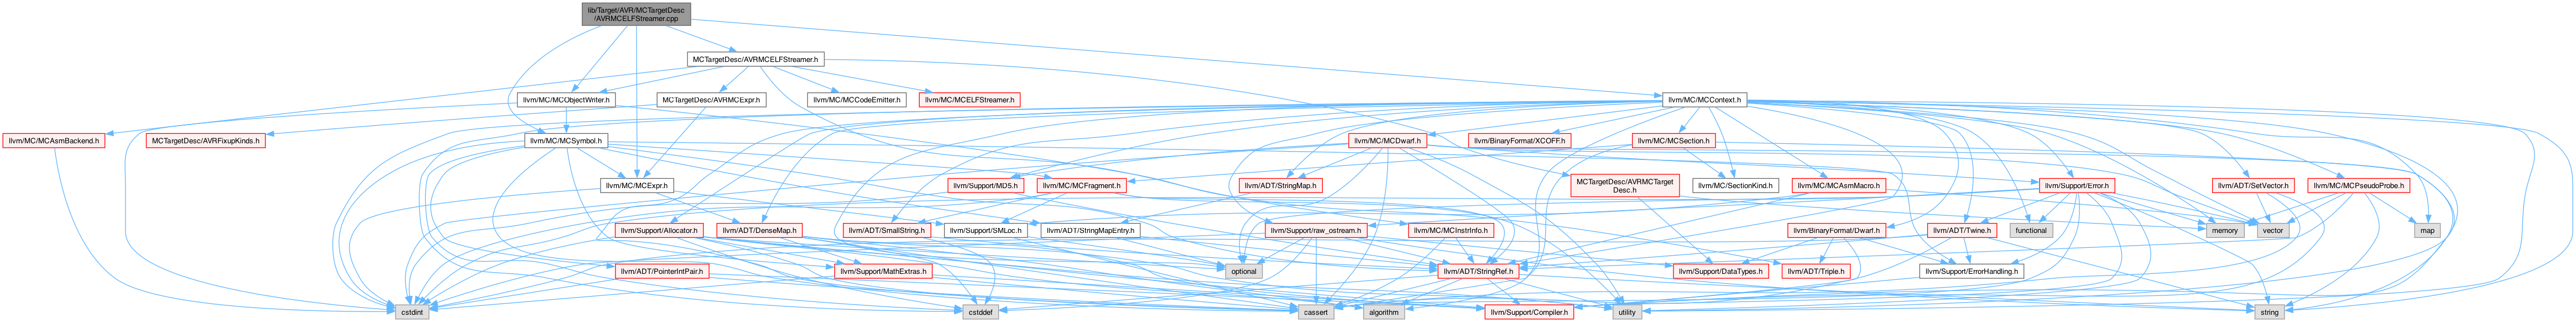 lib/Target/AVR/MCTargetDesc
/AVRMCELFStreamer.cpp
MCTargetDesc/AVRMCELFStreamer.h
llvm/MC/MCObjectWriter.h
MCTargetDesc/AVRMCExpr.h
llvm/MC/MCCodeEmitter.h
llvm/MC/MCELFStreamer.h
llvm/MC/MCContext.h
llvm/MC/MCAsmBackend.h
MCTargetDesc/AVRFixupKinds.h
llvm/MC/MCSymbol.h
llvm/MC/MCDwarf.h
llvm/BinaryFormat/XCOFF.h
llvm/MC/MCSection.h
llvm/MC/MCExpr.h
llvm/Support/MD5.h
llvm/MC/MCFragment.h
llvm/ADT/StringMap.h
MCTargetDesc/AVRMCTarget
Desc.h
llvm/MC/SectionKind.h
llvm/MC/MCAsmMacro.h
llvm/Support/Error.h
llvm/ADT/SetVector.h
llvm/MC/MCPseudoProbe.h
llvm/Support/Allocator.h
llvm/ADT/DenseMap.h
llvm/ADT/SmallString.h
llvm/Support/SMLoc.h
llvm/ADT/StringMapEntry.h
llvm/Support/raw_ostream.h
llvm/MC/MCInstrInfo.h
llvm/BinaryFormat/Dwarf.h
functional
llvm/ADT/Twine.h
memory
vector
map
llvm/ADT/PointerIntPair.h
llvm/Support/MathExtras.h
optional
llvm/ADT/StringRef.h
llvm/Support/DataTypes.h
llvm/ADT/Triple.h
llvm/Support/ErrorHandling.h
cstdint
cstddef
cassert
algorithm
llvm/Support/Compiler.h
utility
string